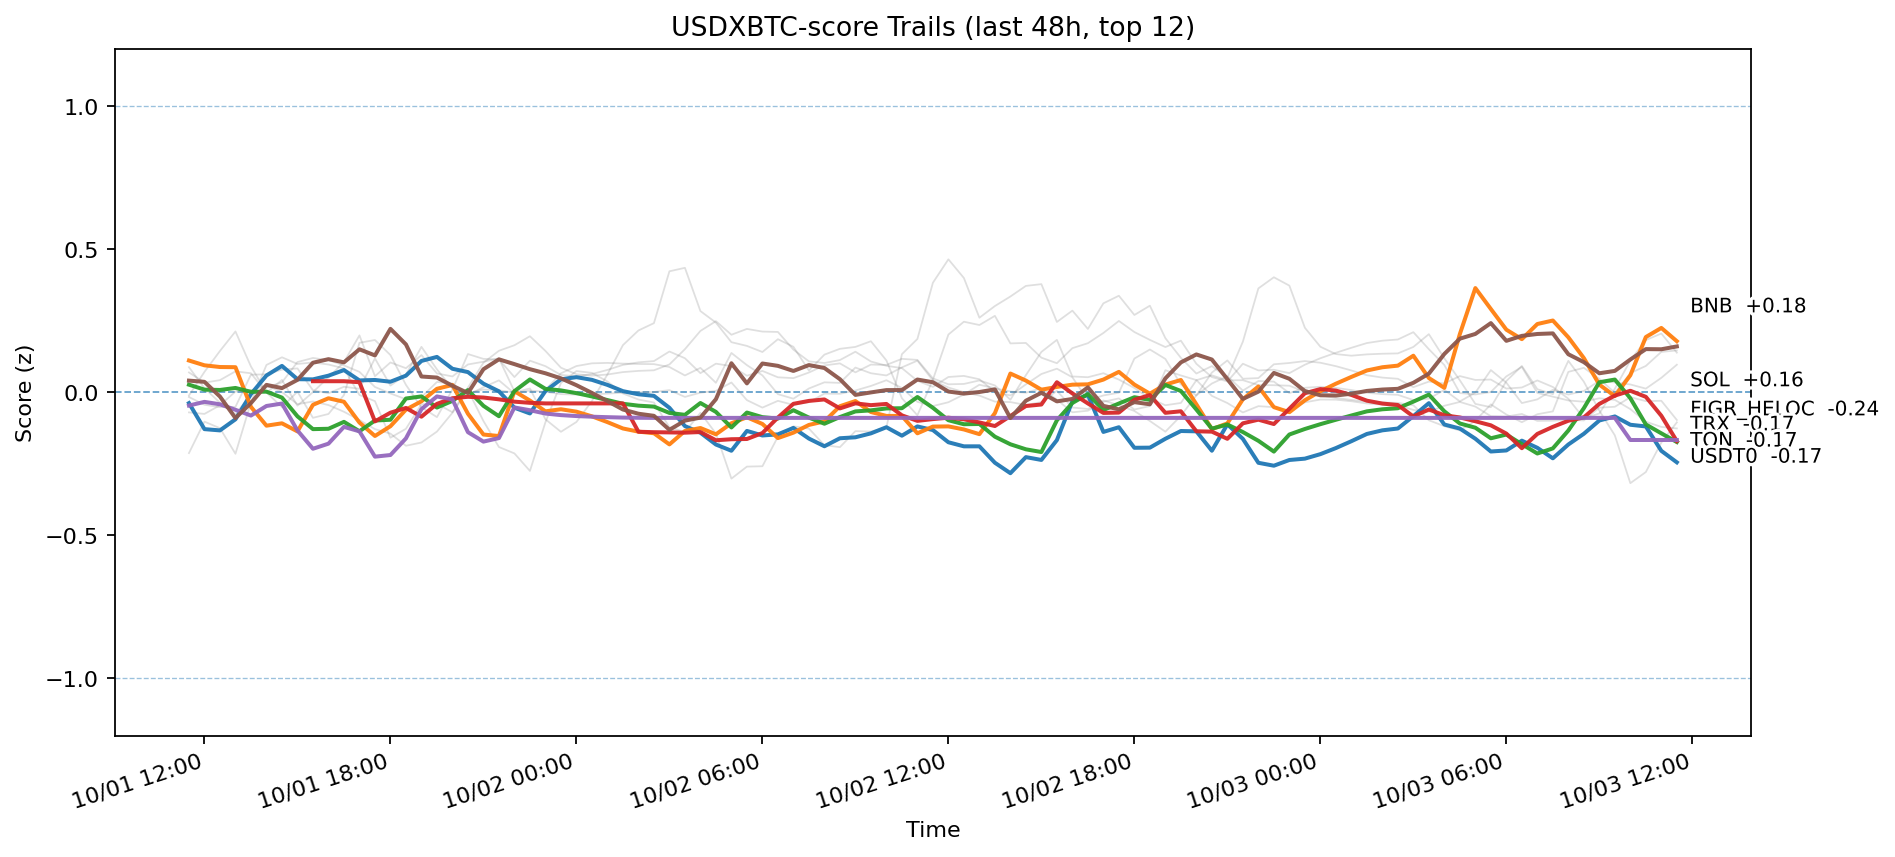 USDXBTC-score Trails (last 48h, top 12)
1.0
0.5
0.0
−0.5
−1.0
Score (z)
BNB +0.18
SOL +0.16
FIGR_HELOC -0.24
TRX -0.17
TON -0.17
USDT0 -0.17
10/01 12:00
10/01 18:00
10/02 00:00
10/02 06:00
10/02 12:00
10/02 18:00
10/03 00:00
10/03 06:00
10/03 12:00
Time